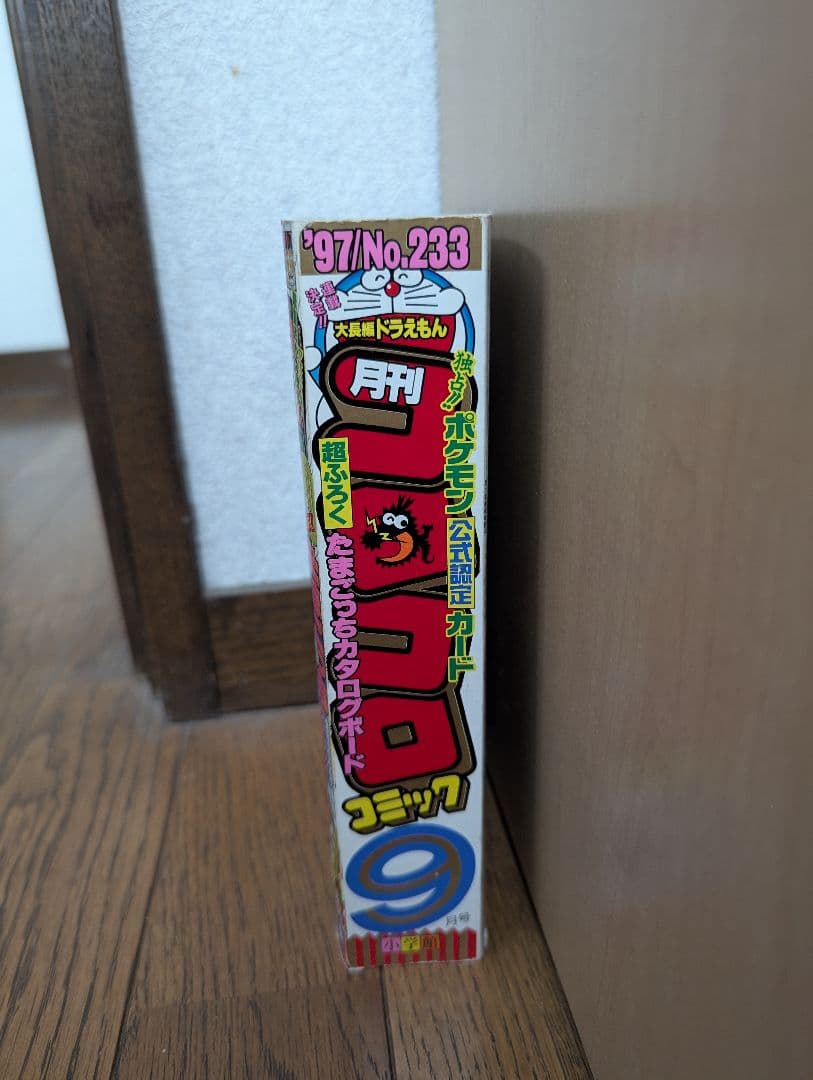 '97/No.233
連載決定!!
大長編ドラえもん
月刊
コロコロ
コミック
独占!! ポケモン公式認定カード
超ふろく
たまごっちカタログボード
9
月号
小学館